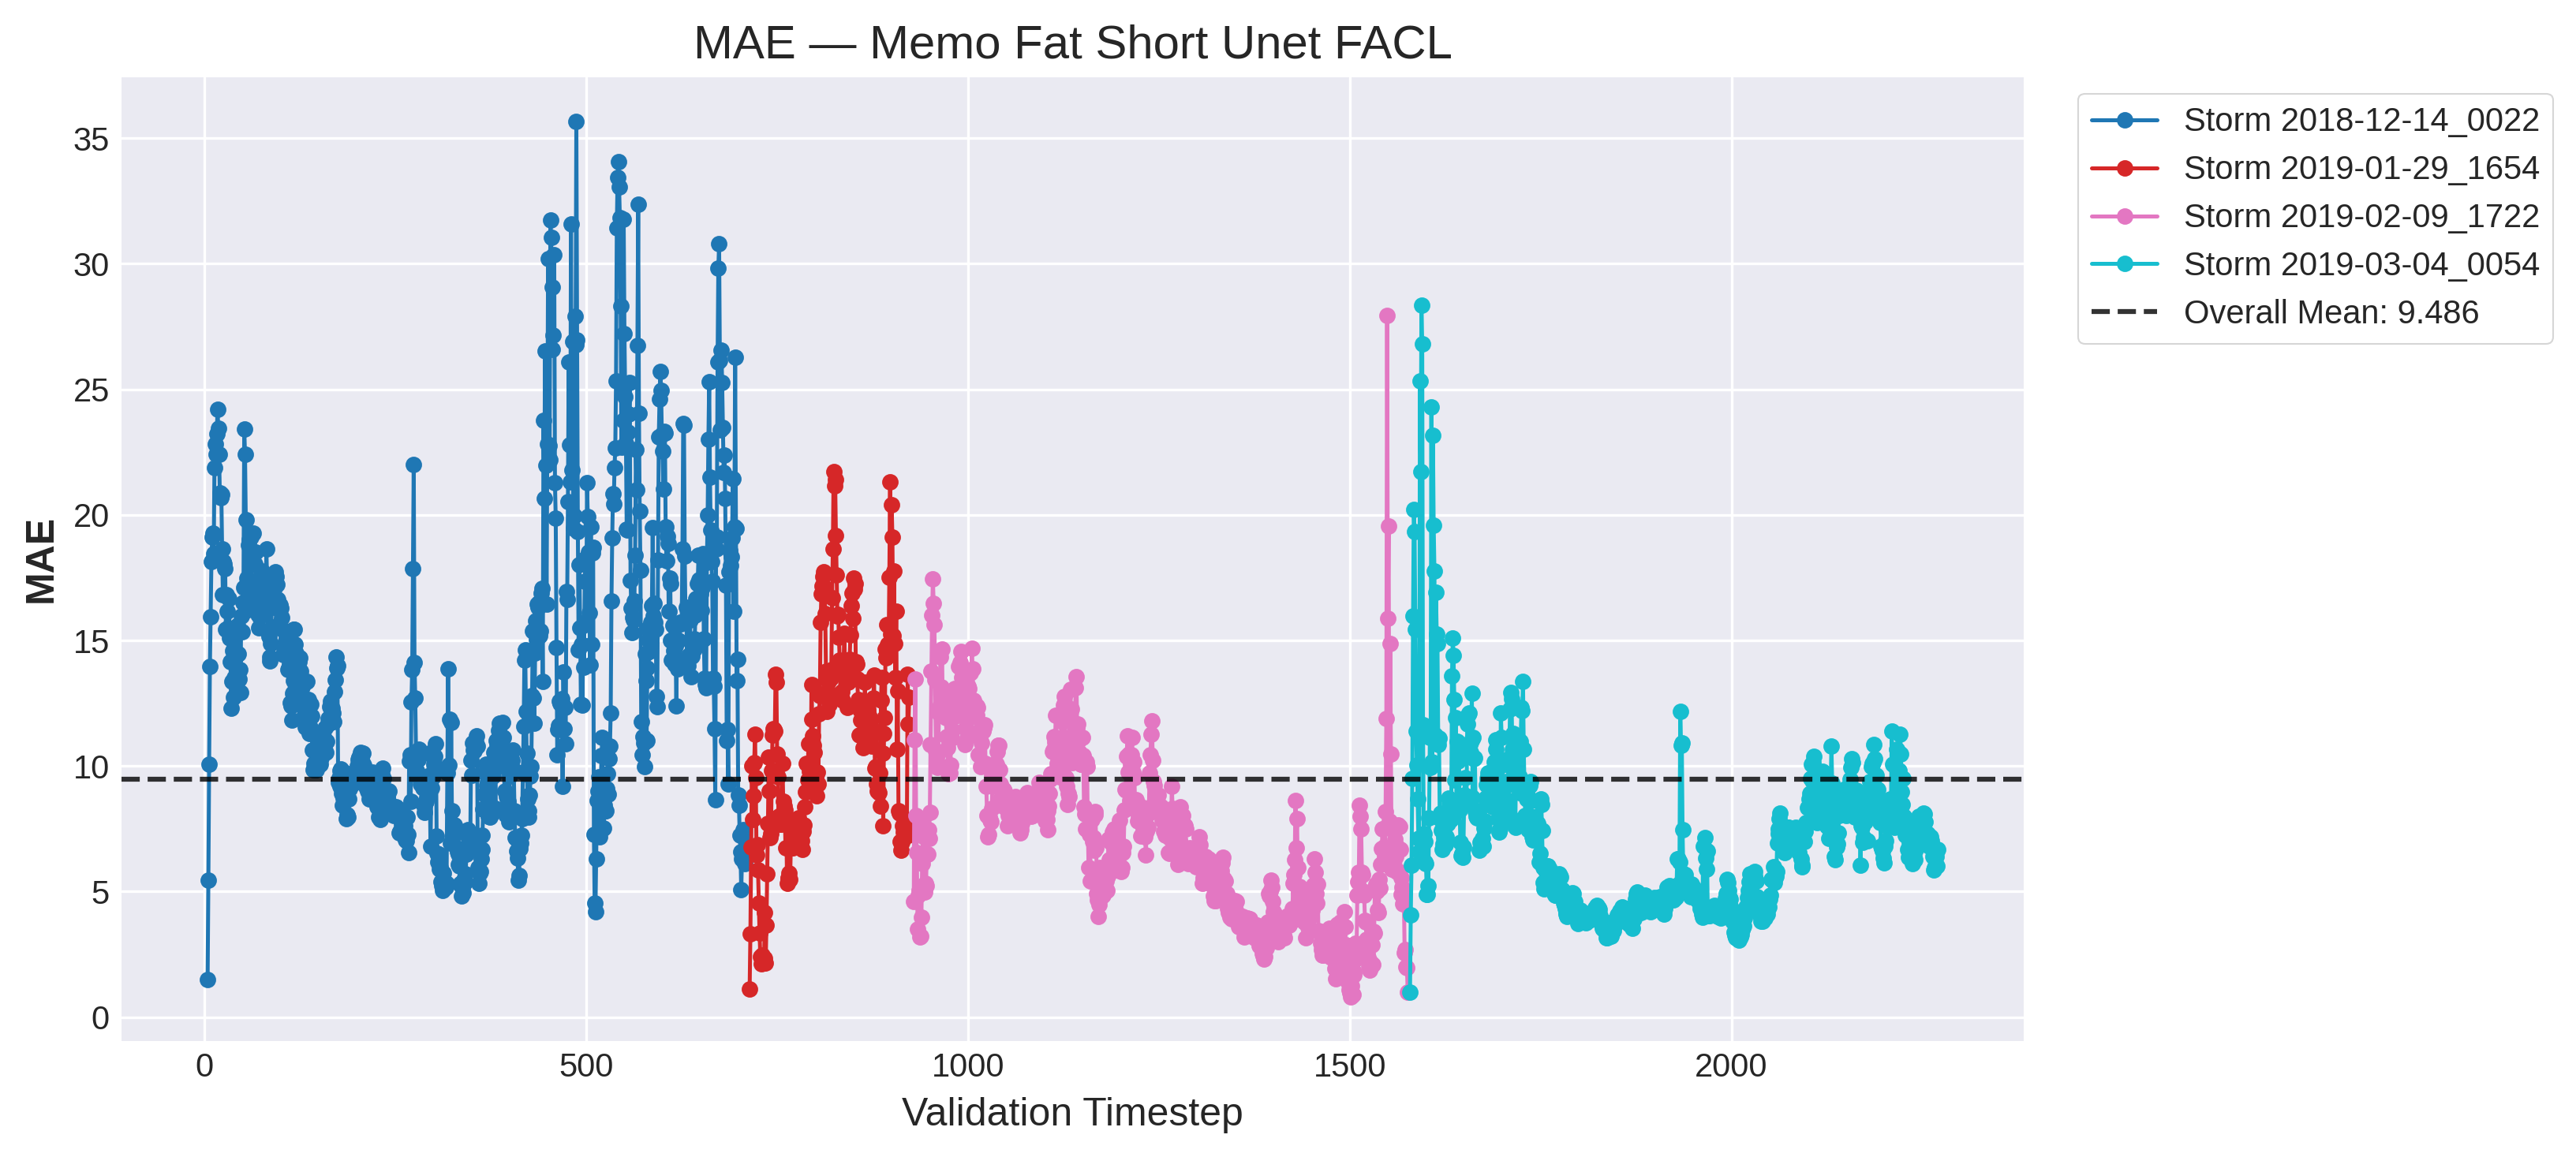 MAE — Memo Fat Short Unet FACL
35
30
25
20
15
10
5
0
MAE
0 500 1000 1500 2000
Validation Timestep
Storm 2018-12-14_0022
Storm 2019-01-29_1654
Storm 2019-02-09_1722
Storm 2019-03-04_0054
Overall Mean: 9.486